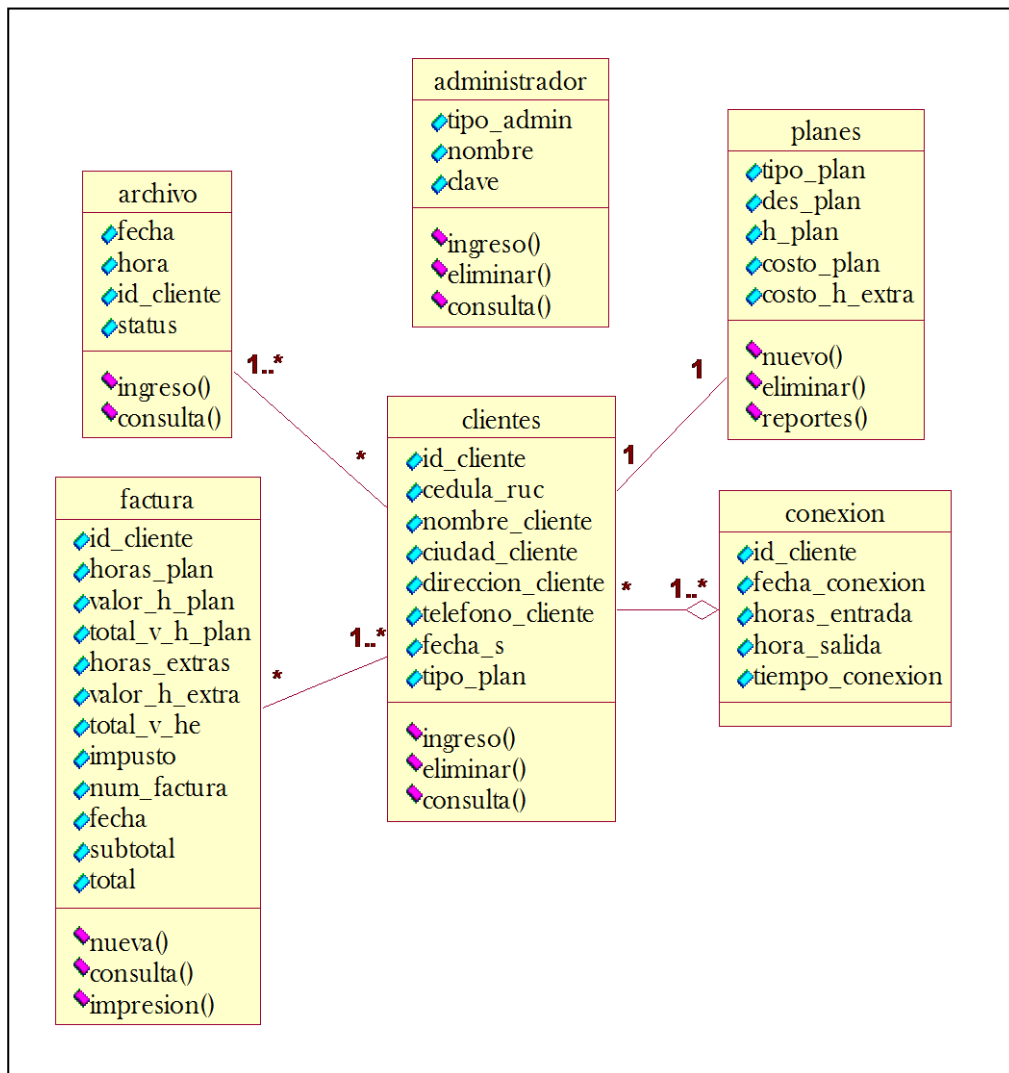 administrador
tipo_admin
nombre
clave
ingreso()
eliminar()
consulta()
planes
tipo_plan
des_plan
h_plan
costo_plan
costo_h_extra
nuevo()
eliminar()
reportes()
archivo
fecha
hora
id_cliente
status
ingreso()
consulta()
1..*
*
1
1
clientes
id_cliente
cedula_ruc
nombre_cliente
ciudad_cliente
direccion_cliente
telefono_cliente
fecha_s
tipo_plan
ingreso()
eliminar()
consulta()
factura
id_cliente
horas_plan
valor_h_plan
total_v_h_plan
horas_extras
valor_h_extra
total_v_he
impusto
num_factura
fecha
subtotal
total
nueva()
consulta()
impresion()
*
1..*
*
1..*
conexion
id_cliente
fecha_conexion
horas_entrada
hora_salida
tiempo_conexion